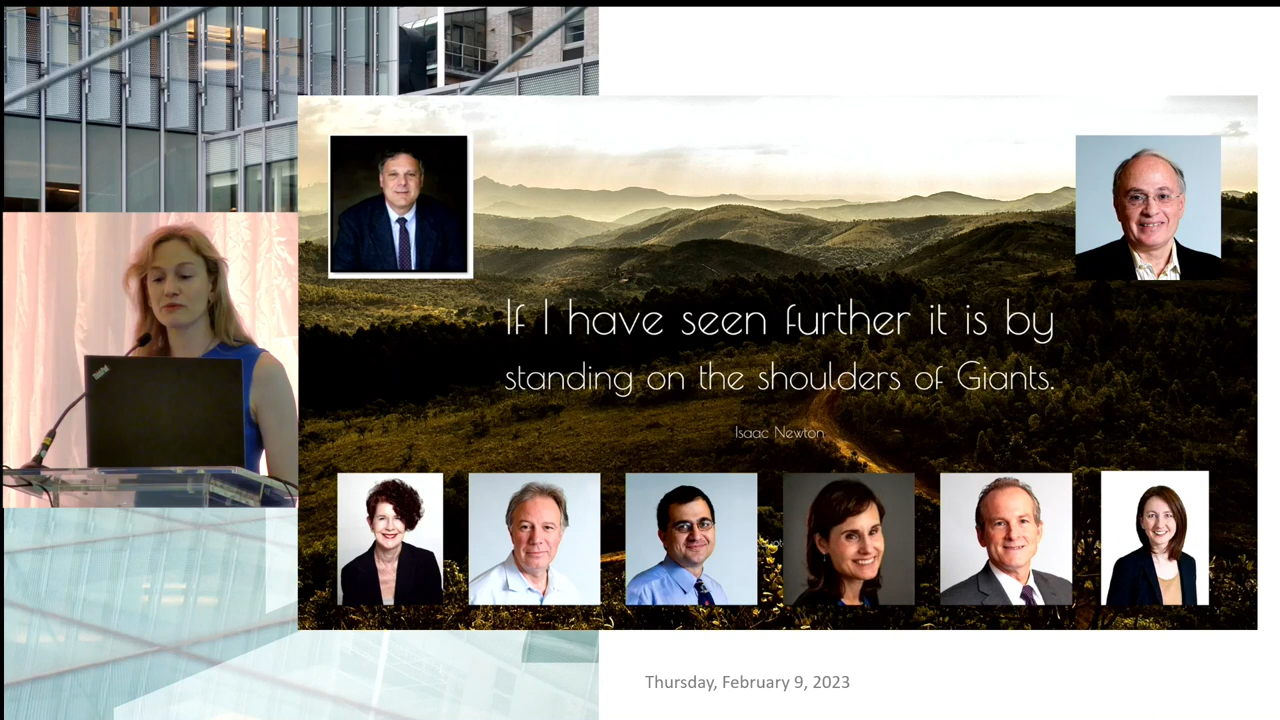 If I have seen further it is by
standing on the shoulders of Giants.
Isaac Newton
ThinkPad
Thursday, February 9, 2023